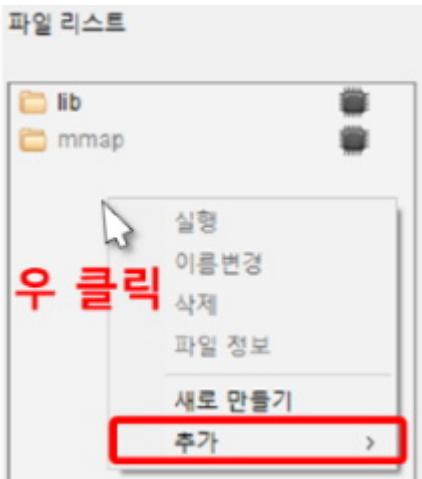 파일 리스트
lib
mmap
실행
우 클릭
이름변경
삭제
파일 정보
새로 만들기
추가 >